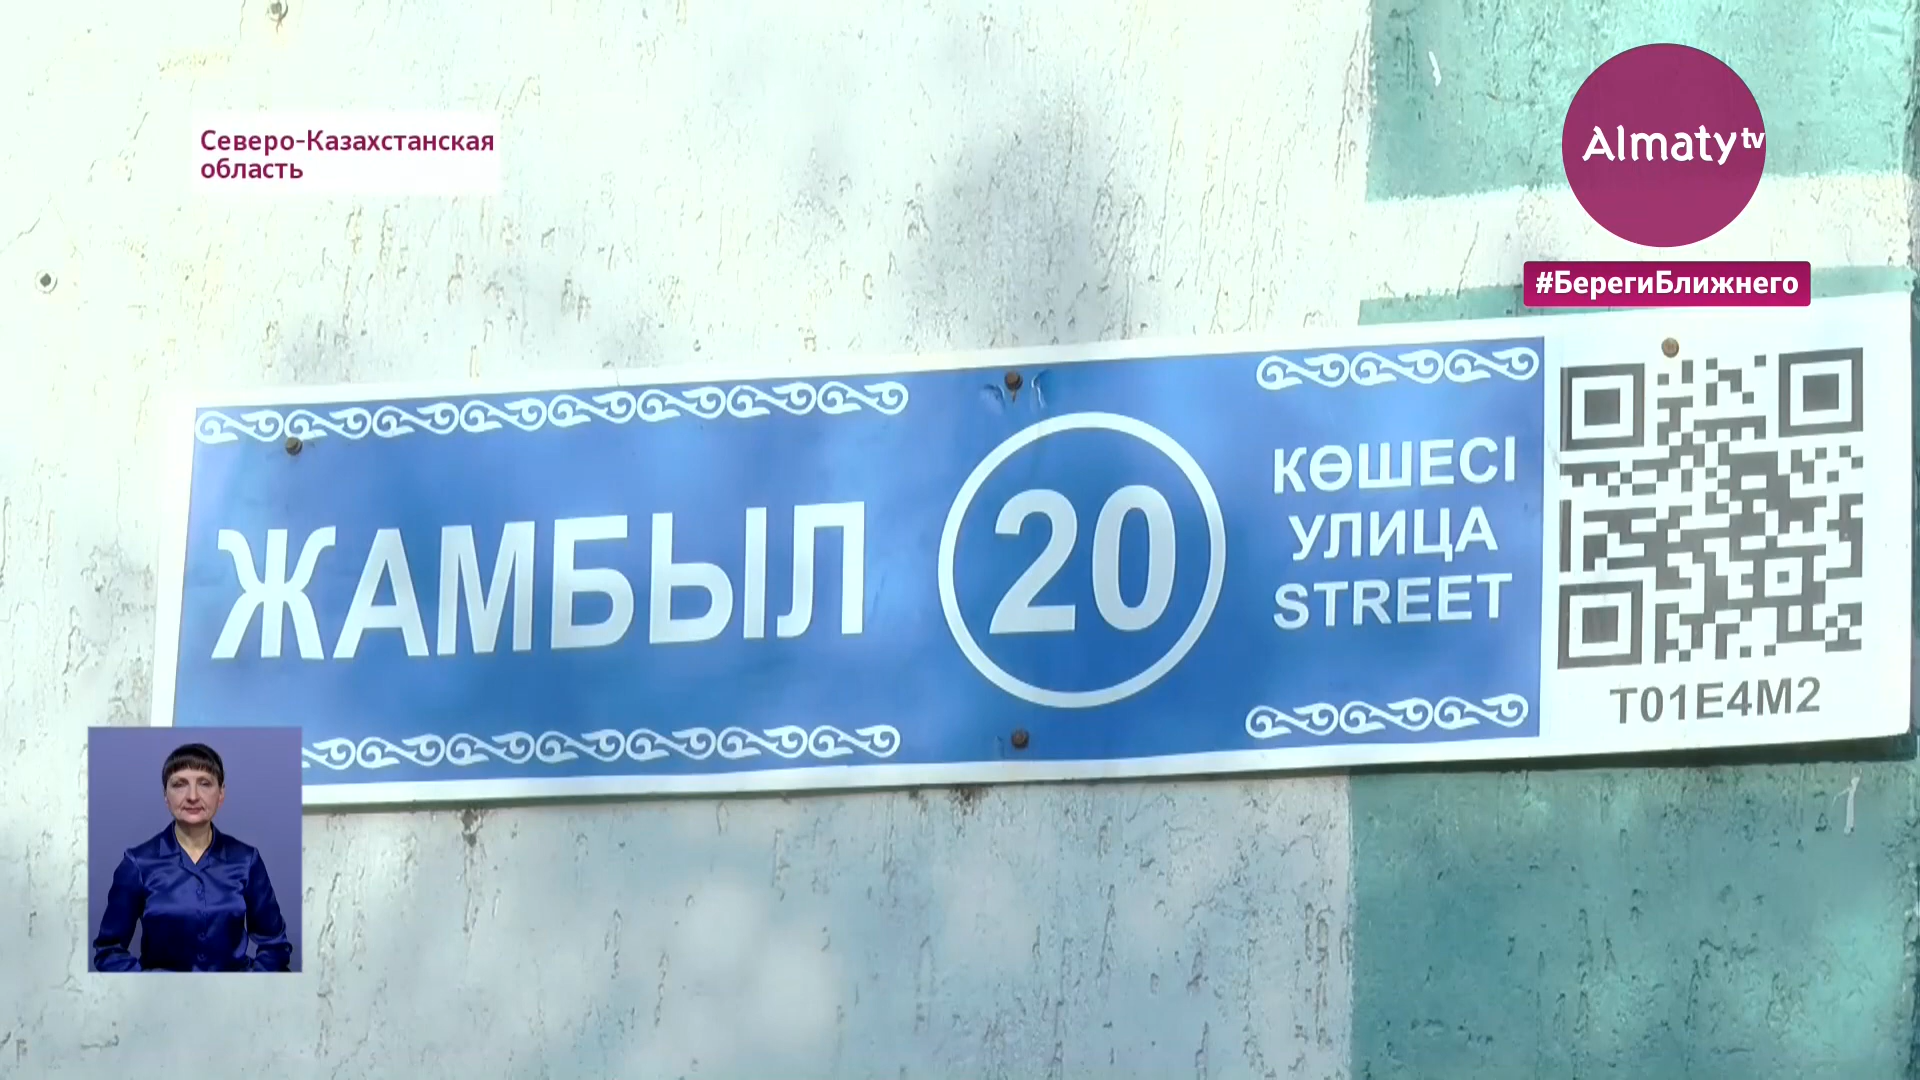 Северо-Казахстанская
область
Almaty tv
#БерегиБлижнего
ЖАМБЫЛ
20
КӨШЕСІ
УЛИЦА
STREET
T01E4M2